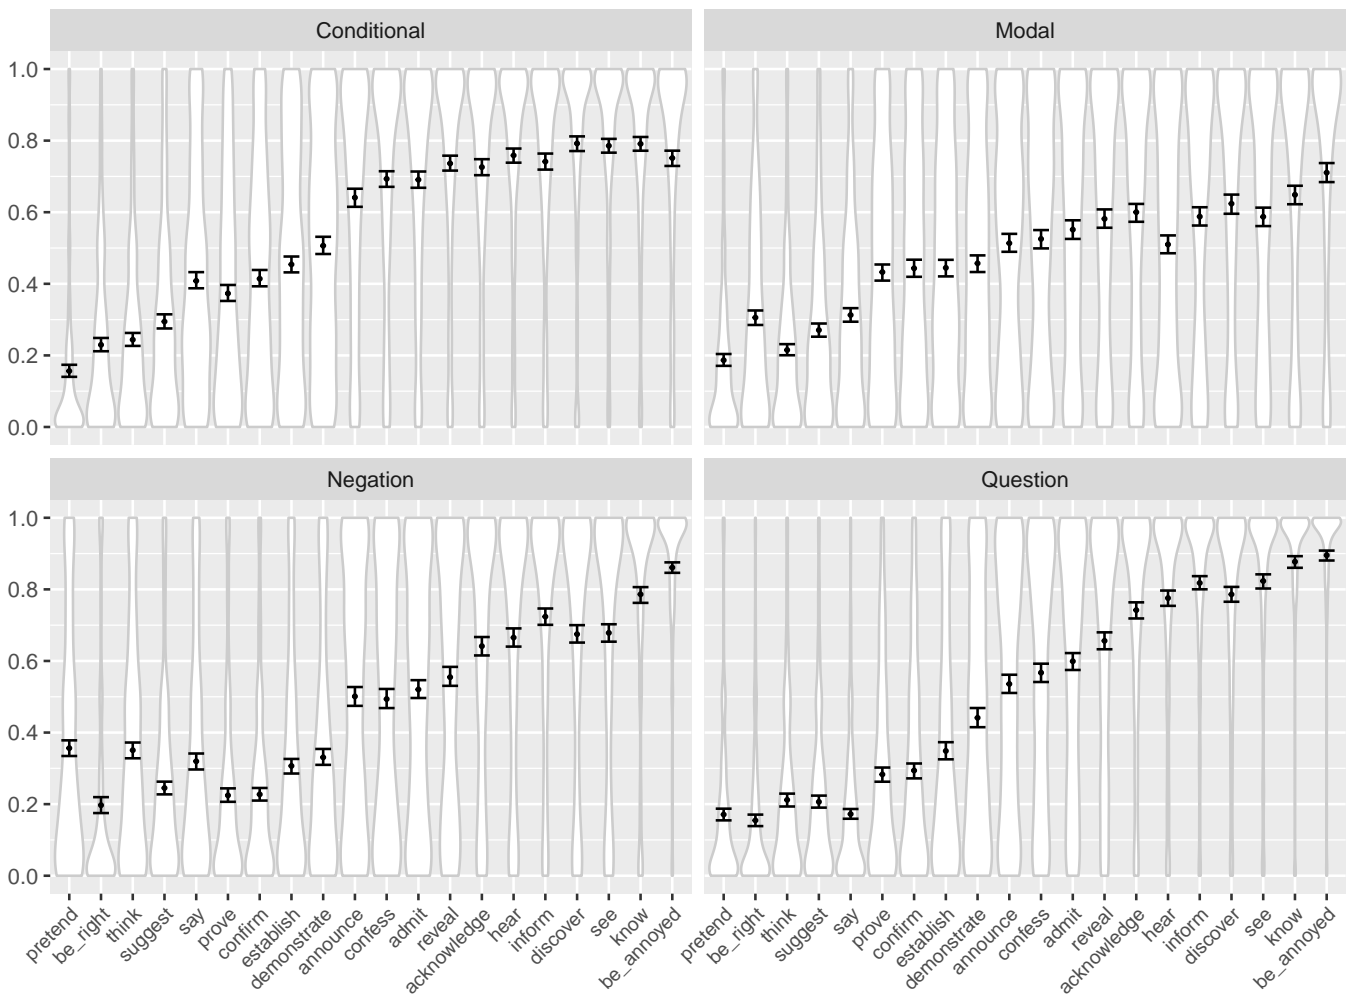 Conditional
Modal
1.0
0.8
0.6
0.4
0.2
0.0
Negation
Question
1.0
0.8
0.6
0.4
0.2
0.0
pretend
be_right
think
suggest
say
prove
confirm
establish
demonstrate
announce
confess
admit
reveal
acknowledge
hear
inform
discover
see
know
be_annoyed
pretend
be_right
think
suggest
say
prove
confirm
establish
demonstrate
announce
confess
admit
reveal
acknowledge
hear
inform
discover
see
know
be_annoyed